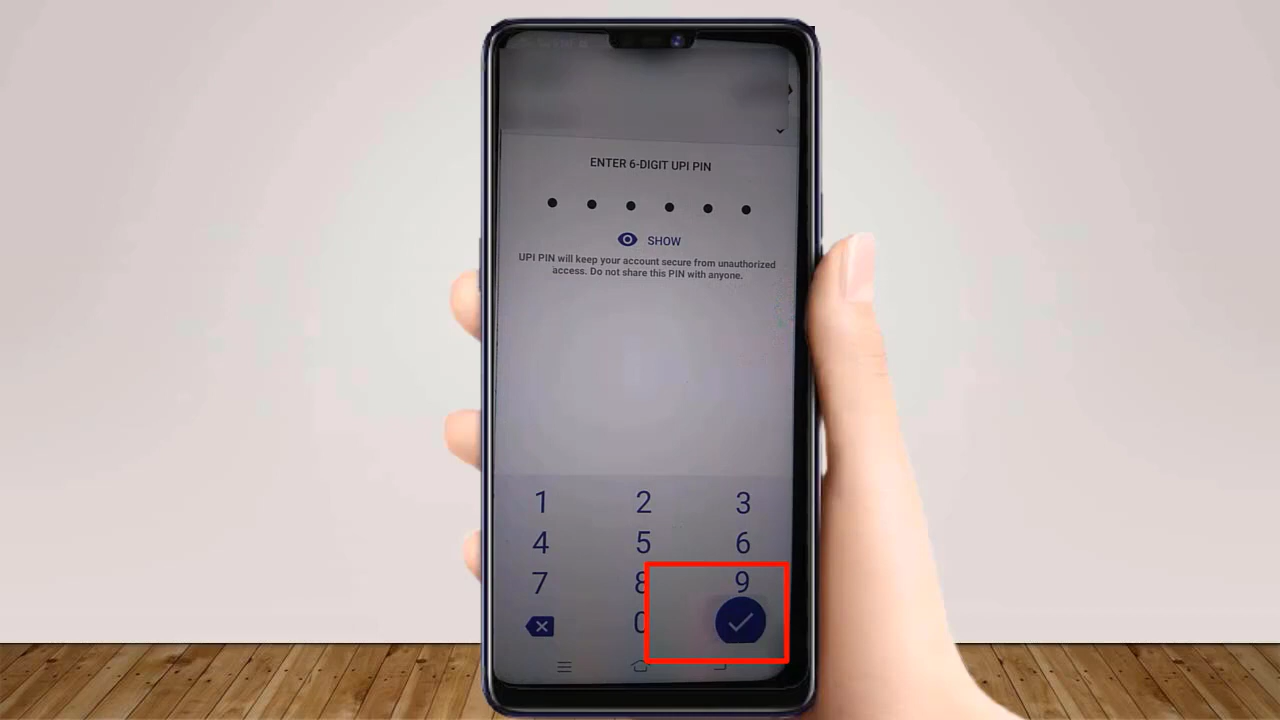 ENTER 6-DIGIT UPI PIN
SHOW
UPI PIN will keep your account secure from unauthorized
access. Do not share this PIN with anyone.
1 2 3
4 5 6
7 8 9
0